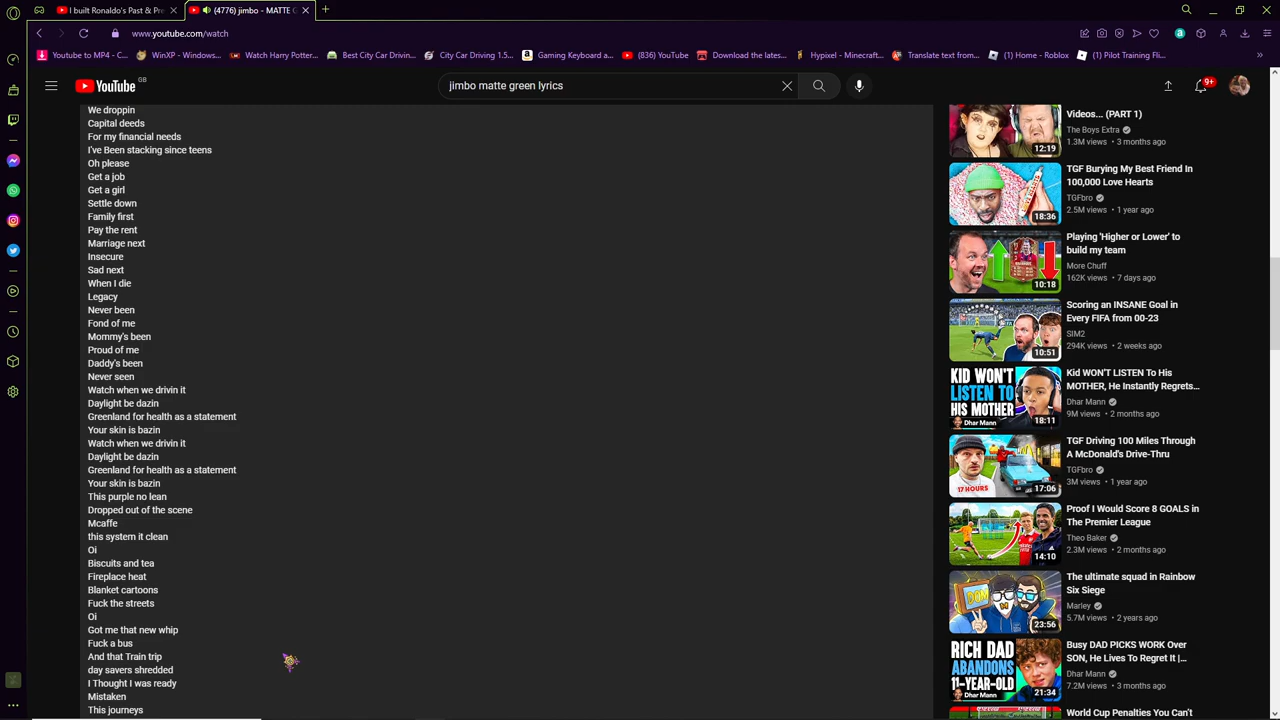 I built Ronaldo's Past & Pre
(4776) jimbo - MATTE G
www.youtube.com/watch
Youtube to MP4 - C...
WinXP - Windows...
Watch Harry Potter...
Best City Car Drivin...
City Car Driving 1.5...
Gaming Keyboard a...
(836) YouTube
Download the lates...
Hypixel - Minecraft...
Translate text from...
(1) Home - Roblox
(1) Pilot Training Fli...
YouTube
GB
jimbo matte green lyrics
9+
We droppin
Capital deeds
For my financial needs
I've Been stacking since teens
Oh please
Get a job
Get a girl
Settle down
Family first
Pay the rent
Marriage next
Insecure
Sad next
When I die
Legacy
Never been
Fond of me
Mommy's been
Proud of me
Daddy's been
Never seen
Watch when we drivin it
Daylight be dazin
Greenland for health as a statement
Your skin is bazin
Watch when we drivin it
Daylight be dazin
Greenland for health as a statement
Your skin is bazin
This purple no lean
Dropped out of the scene
Mcaffe
this system it clean
Oi
Biscuits and tea
Fireplace heat
Blanket cartoons
Fuck the streets
Oi
Got me that new whip
Fuck a bus
And that Train trip
day savers shredded
I Thought I was ready
Mistaken
This journeys
12:19
Videos... (PART 1)
The Boys Extra
1.3M views • 3 months ago
18:36
TGF Burying My Best Friend In
100,000 Love Hearts
TGFbro
2.5M views • 1 year ago
10:18
Playing 'Higher or Lower' to
build my team
More Chuff
162K views • 7 days ago
10:51
Scoring an INSANE Goal in
Every FIFA from 00-23
SIM2
294K views • 2 weeks ago
KID WON'T
LISTEN TO
HIS MOTHER
Dhar Mann
18:11
Kid WON'T LISTEN To His
MOTHER, He Instantly Regrets...
Dhar Mann
9M views • 2 months ago
17 HOURS
17:06
TGF Driving 100 Miles Through
A McDonald's Drive-Thru
TGFbro
3M views • 1 year ago
14:10
Proof I Would Score 8 GOALS in
The Premier League
Theo Baker
2.3M views • 2 months ago
23:56
The ultimate squad in Rainbow
Six Siege
Marley
5.7M views • 2 years ago
RICH DAD
ABANDONS
11-YEAR-OLD
Dhar Mann
21:34
Busy DAD PICKS WORK Over
SON, He Lives To Regret It |...
Dhar Mann
7.2M views • 3 months ago
World Cup Penalties You Can't